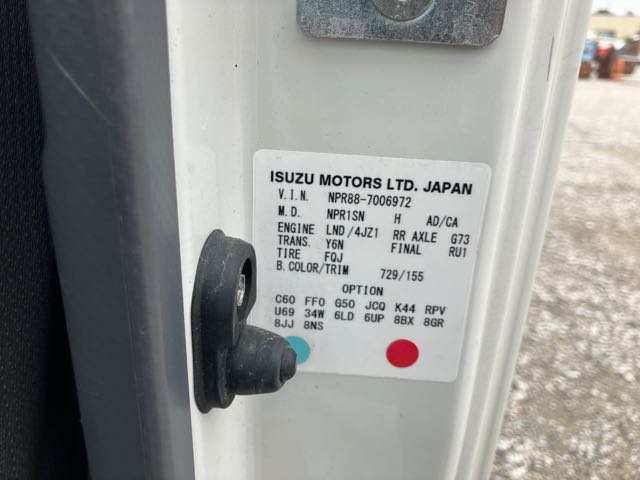 ISUZU MOTORS LTD. JAPAN
V.I.N. NPR88-7006972
M.D. NPR1SN H AD/CA
ENGINE LND/4JZ1 RR AXLE G73
TRANS. Y6N FINAL RU1
TIRE FQJ
B.COLOR/TRIM 729/155
OPTION
C60 FF0 G50 JCQ K44 RPV
U69 34W 6LD 6UP 8BX 8GR
8JJ 8NS